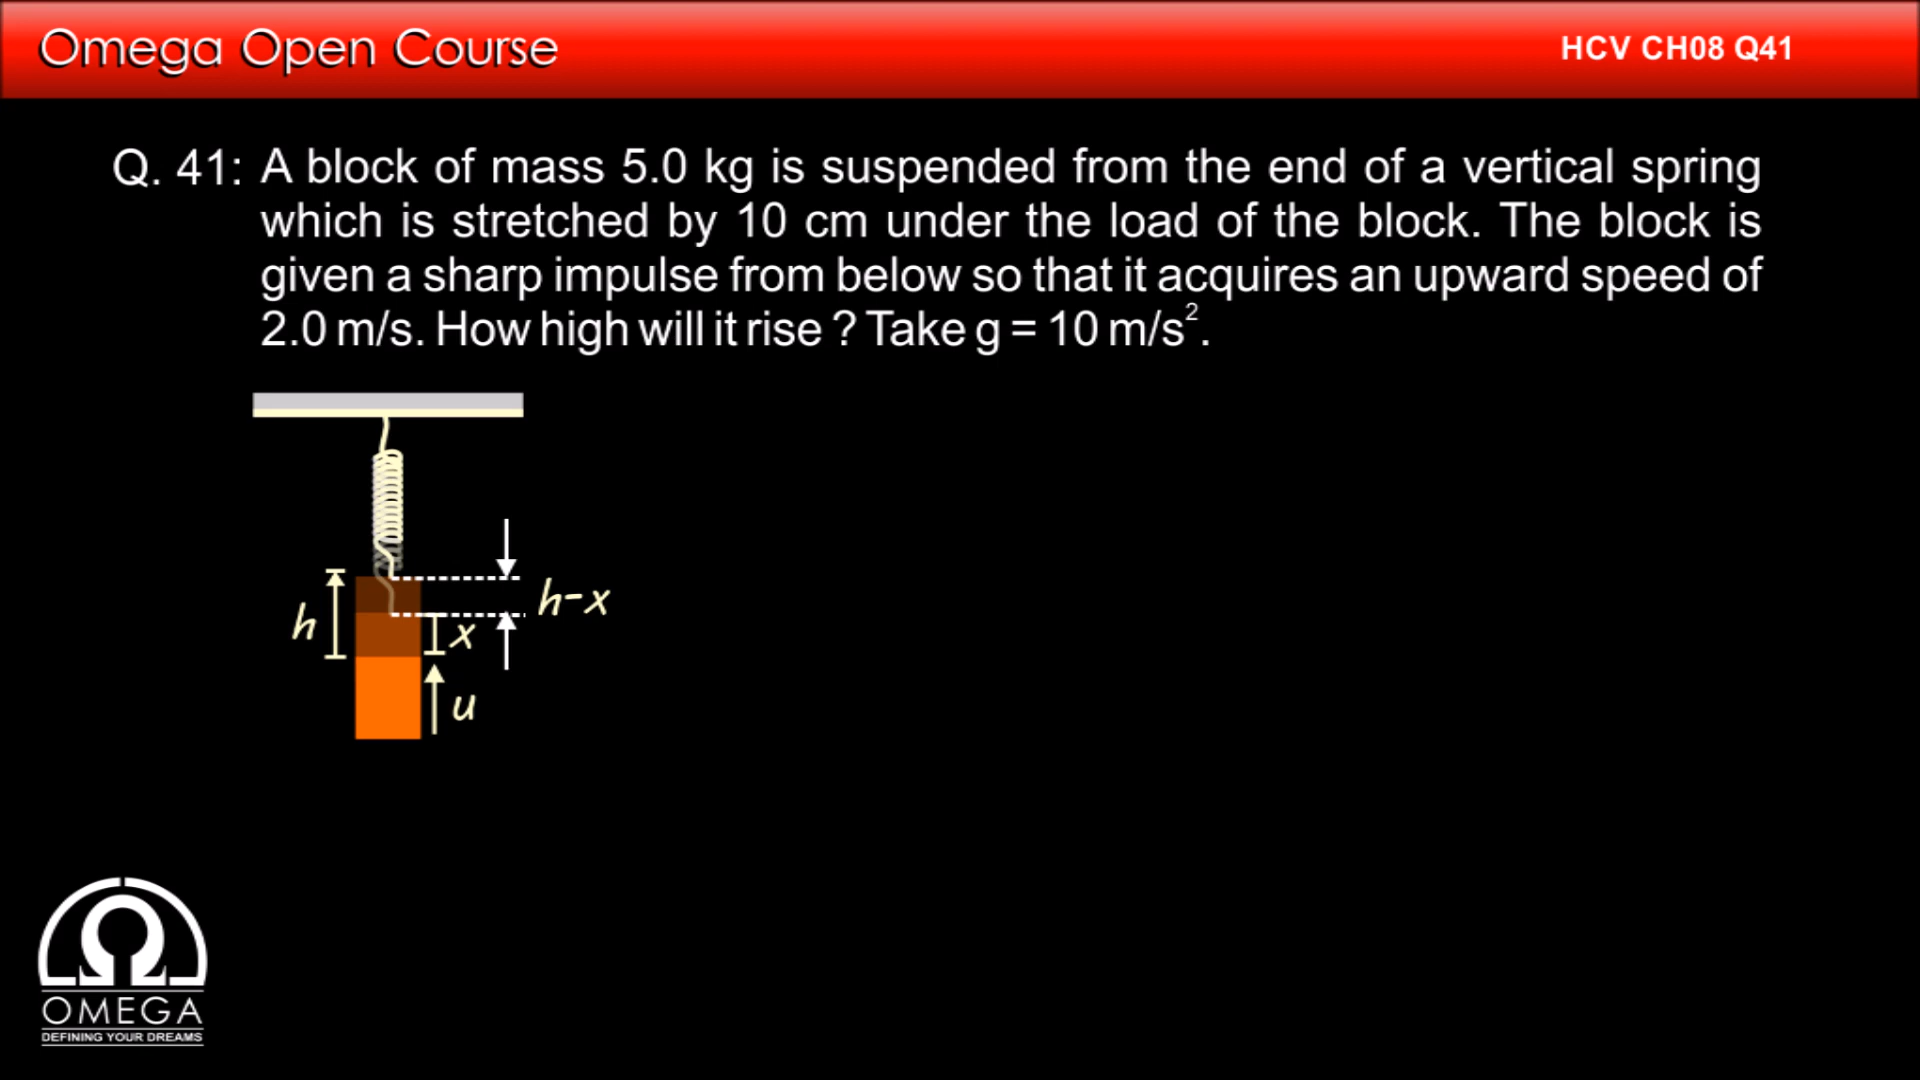 Omega Open Course
HCV CH08 Q41
Q. 41: A block of mass 5.0 kg is suspended from the end of a vertical spring
which is stretched by 10 cm under the load of the block. The block is
given a sharp impulse from below so that it acquires an upward speed of
2.0 m/s. How high will it rise ? Take g = 10 m/s².
h-x
h
x
u
OMEGA
DEFINING YOUR DREAMS